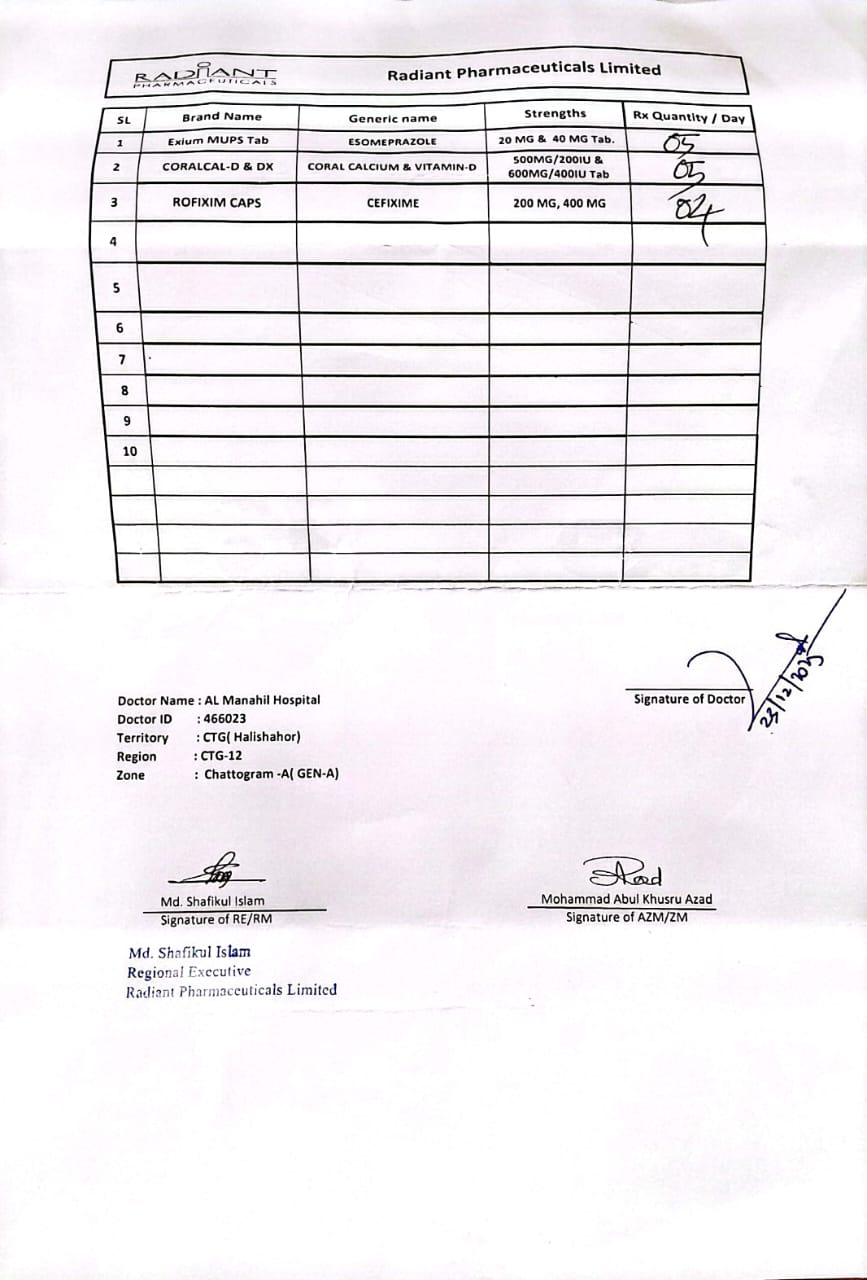 RADIANT
PHARMACEUTICALS
Radiant Pharmaceuticals Limited
SL Brand Name Generic name Strengths Rx Quantity / Day
1 Exium MUPS Tab ESOMEPRAZOLE 20 MG & 40 MG Tab. 05
2 CORALCAL-D & DX CORAL CALCIUM & VITAMIN-D 500MG/200IU &
600MG/400IU Tab 05
3 ROFIXIM CAPS CEFIXIME 200 MG, 400 MG 04
4
5
6
7
8
9
10
Signature of Doctor
23/12/2025
Doctor Name : AL Manahil Hospital
Doctor ID : 466023
Territory : CTG( Halishahor)
Region : CTG-12
Zone : Chattogram -A( GEN-A)
Md. Shafikul Islam
Signature of RE/RM
Azad
Mohammad Abul Khusru Azad
Signature of AZM/ZM
Md. Shafikul Islam
Regional Executive
Radiant Pharmaceuticals Limited